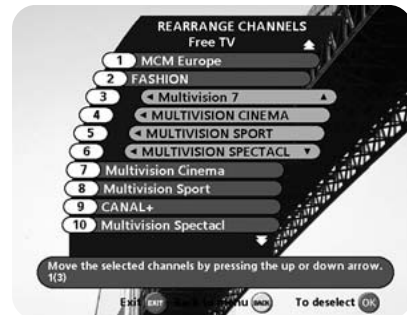 REARRANGE CHANNELS
Free TV
1 MCM Europe
2 FASHION
3 Multivision 7
4 MULTIVISION CINEMA
5 MULTIVISION SPORT
6 MULTIVISION SPECTACL
7 Multivision Cinema
8 Multivision Sport
9 CANAL+
10 Multivision Spectacl
Move the selected channels by pressing the up or down arrow.
1(3)
Exit EXIT Back to menu BACK To deselect OK